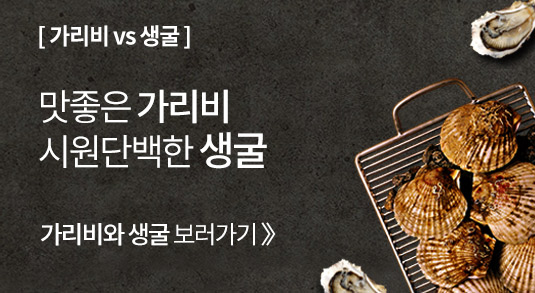 [ 가리비 vs 생굴 ]
맛좋은 가리비
시원단백한 생굴
가리비와 생굴 보러가기 》